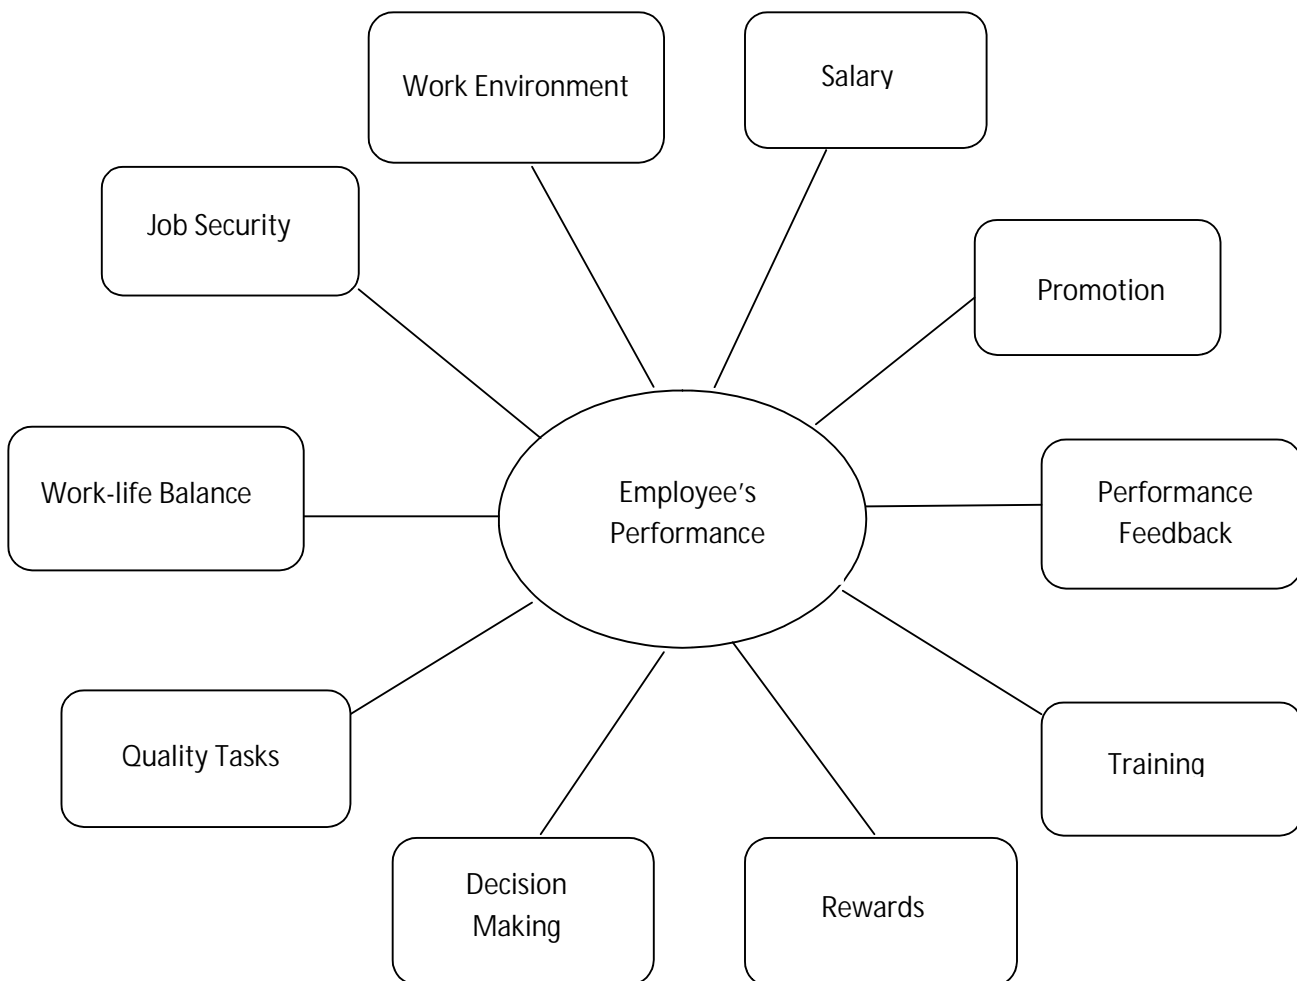 Work Environment
Salary
Job Security
Promotion
Work-life Balance
Employee's
Performance
Performance
Feedback
Quality Tasks
Training
Decision
Making
Rewards